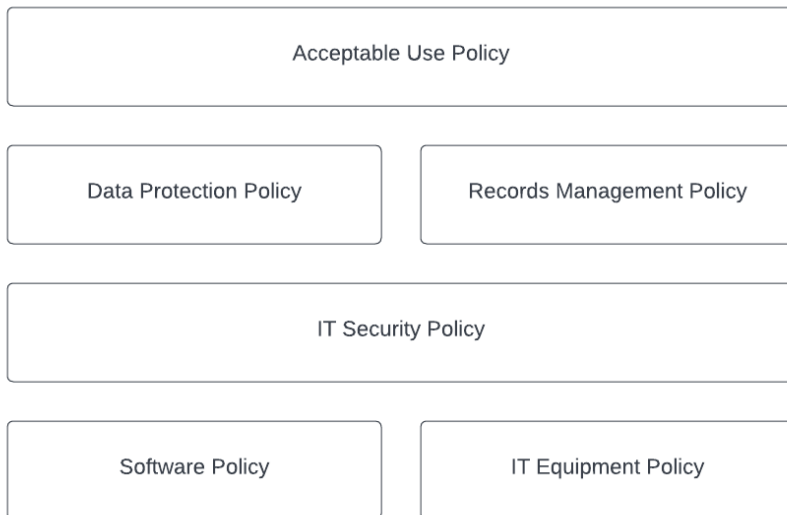 Acceptable Use Policy
Data Protection Policy
Records Management Policy
IT Security Policy
Software Policy
IT Equipment Policy